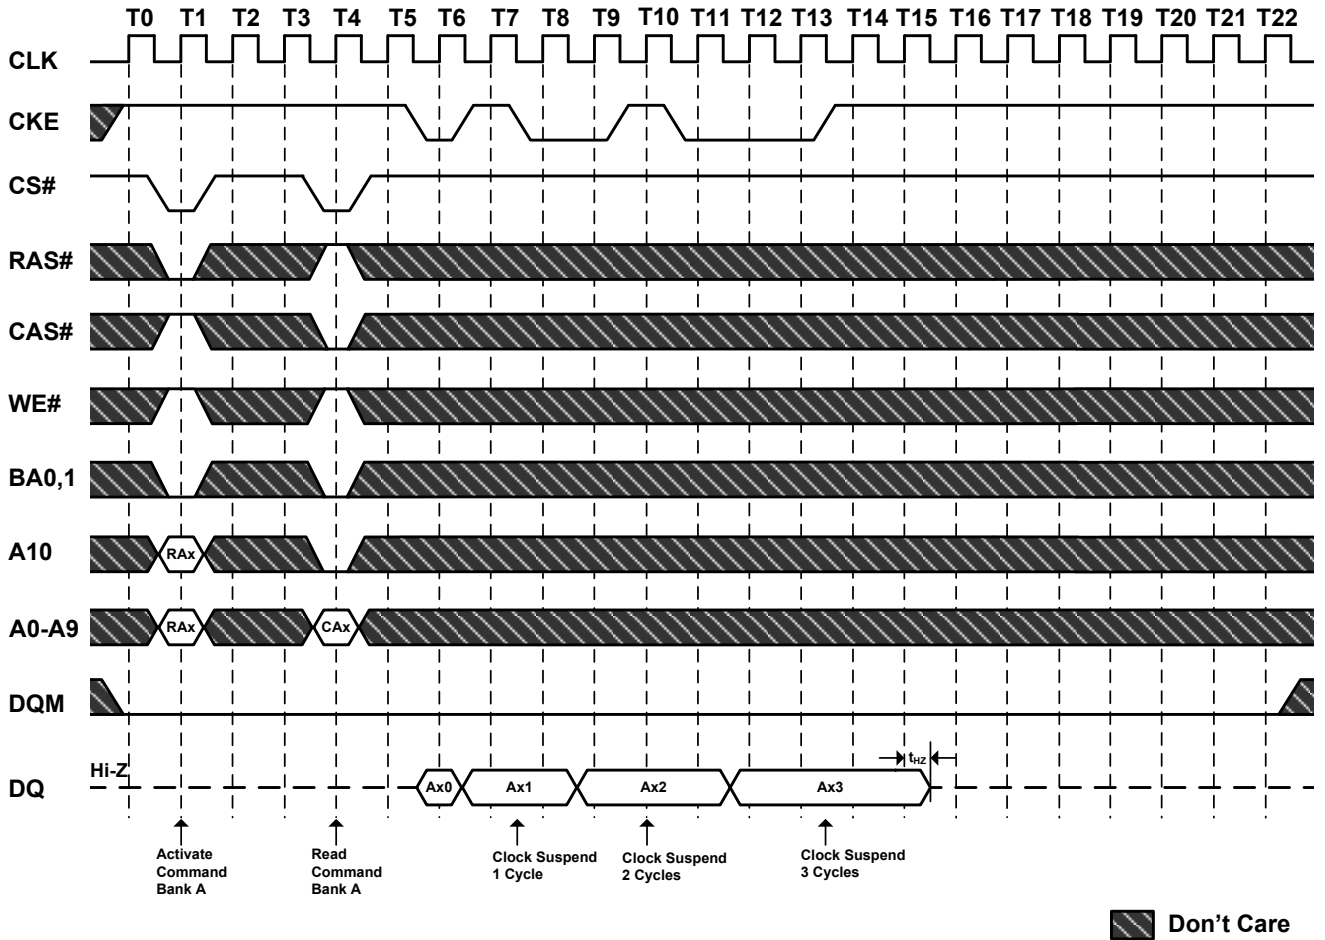 T0 T1 T2 T3 T4 T5 T6 T7 T8 T9 T10 T11 T12 T13 T14 T15 T16 T17 T18 T19 T20 T21 T22
CLK
CKE
CS#
RAS#
CAS#
WE#
BA0,1
A10 RAx
A0-A9 RAx CAx
DQM
Hi-Z tHZ
DQ Ax0 Ax1 Ax2 Ax3
Activate
Command
Bank A
Read
Command
Bank A
Clock Suspend
1 Cycle
Clock Suspend
2 Cycles
Clock Suspend
3 Cycles
Don't Care